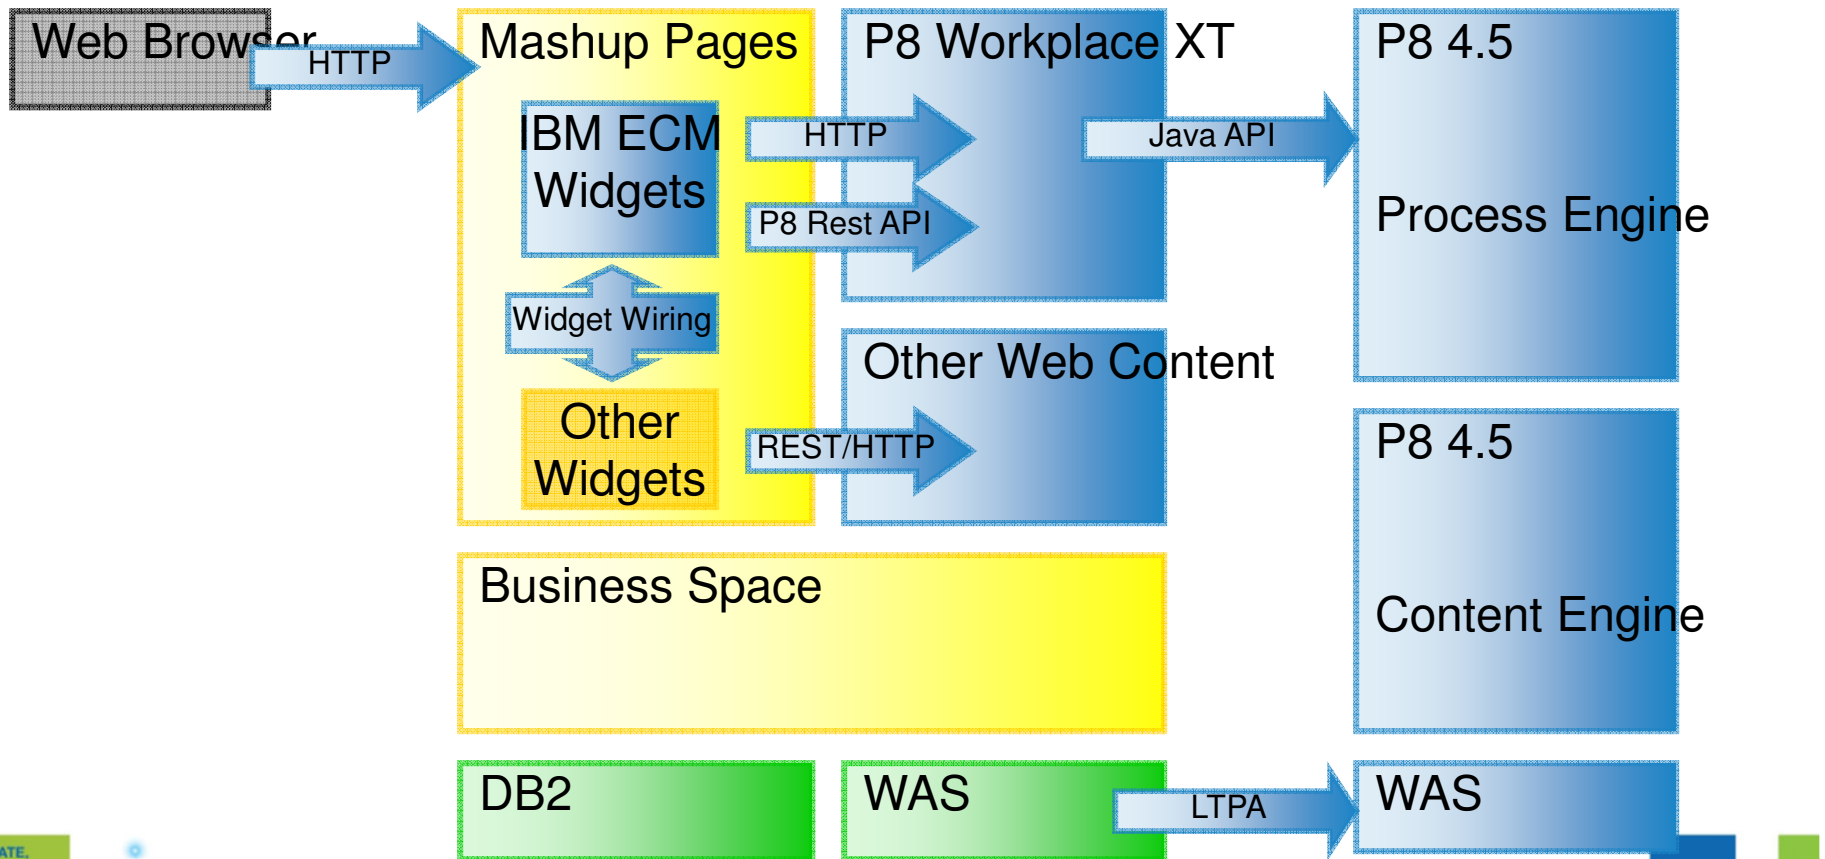 Web Browser
HTTP
Mashup Pages
IBM ECM
Widgets
Widget Wiring
Other
Widgets
P8 Workplace XT
HTTP
P8 Rest API
Java API
Other Web Content
REST/HTTP
P8 4.5
Process Engine
P8 4.5
Content Engine
Business Space
DB2
WAS
LTPA
WAS
ATE.